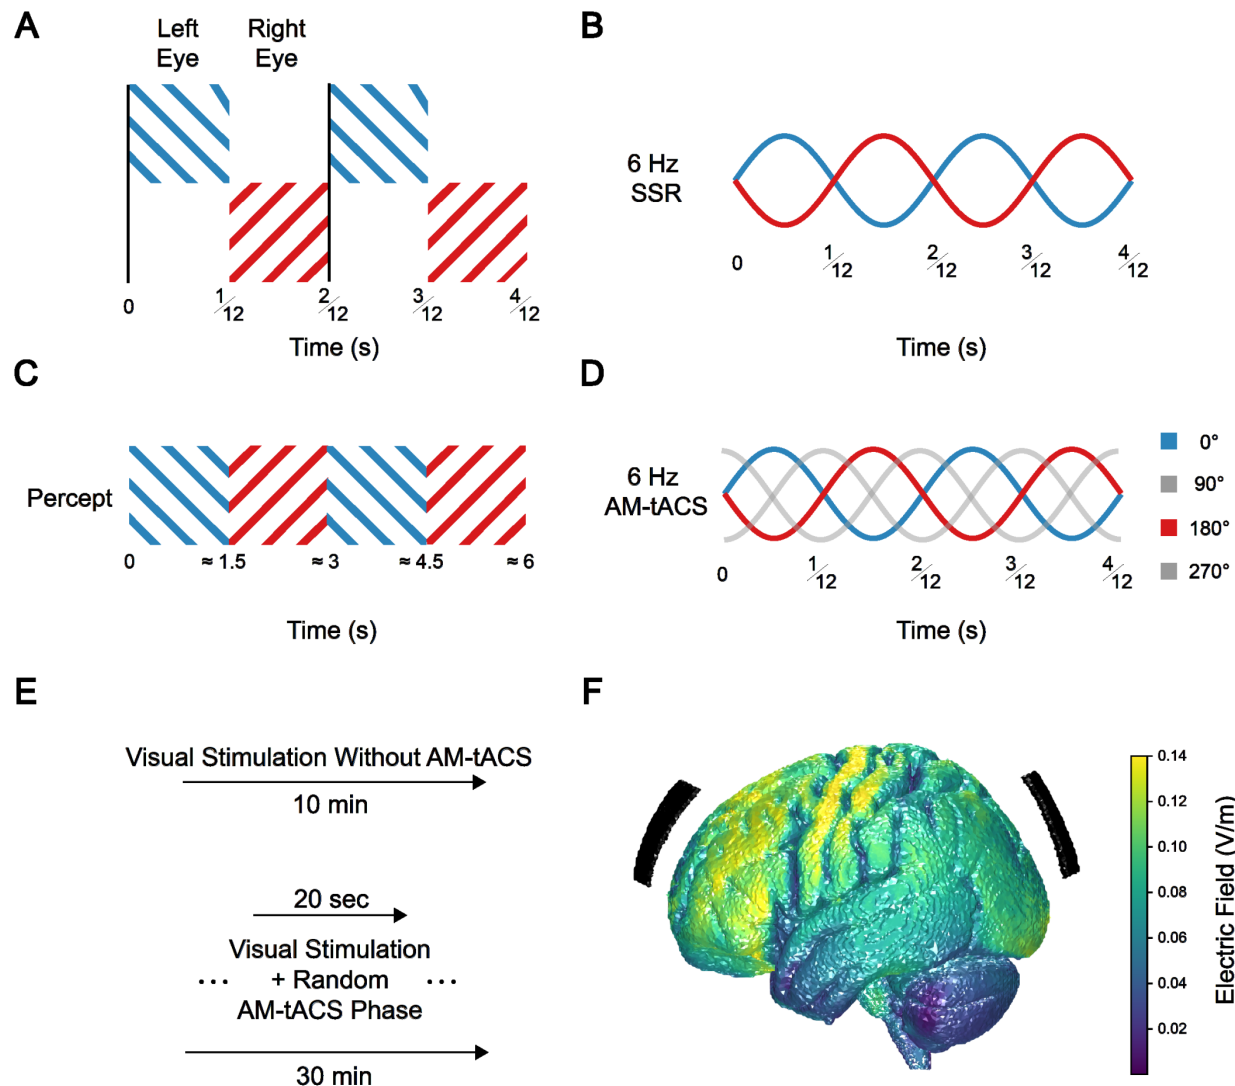 A
Left
Eye
Right
Eye
0
1/12
2/12
3/12
4/12
Time (s)
B
6 Hz
SSR
0
1/12
2/12
3/12
4/12
Time (s)
C
Percept
0
≈ 1.5
≈ 3
≈ 4.5
≈ 6
Time (s)
D
6 Hz
AM-tACS
0
1/12
2/12
3/12
4/12
Time (s)
0°
90°
180°
270°
E
Visual Stimulation Without AM-tACS
10 min
20 sec
Visual Stimulation
... + Random ...
AM-tACS Phase
30 min
F
0.14
0.12
0.10
0.08
0.06
0.04
0.02
Electric Field (V/m)